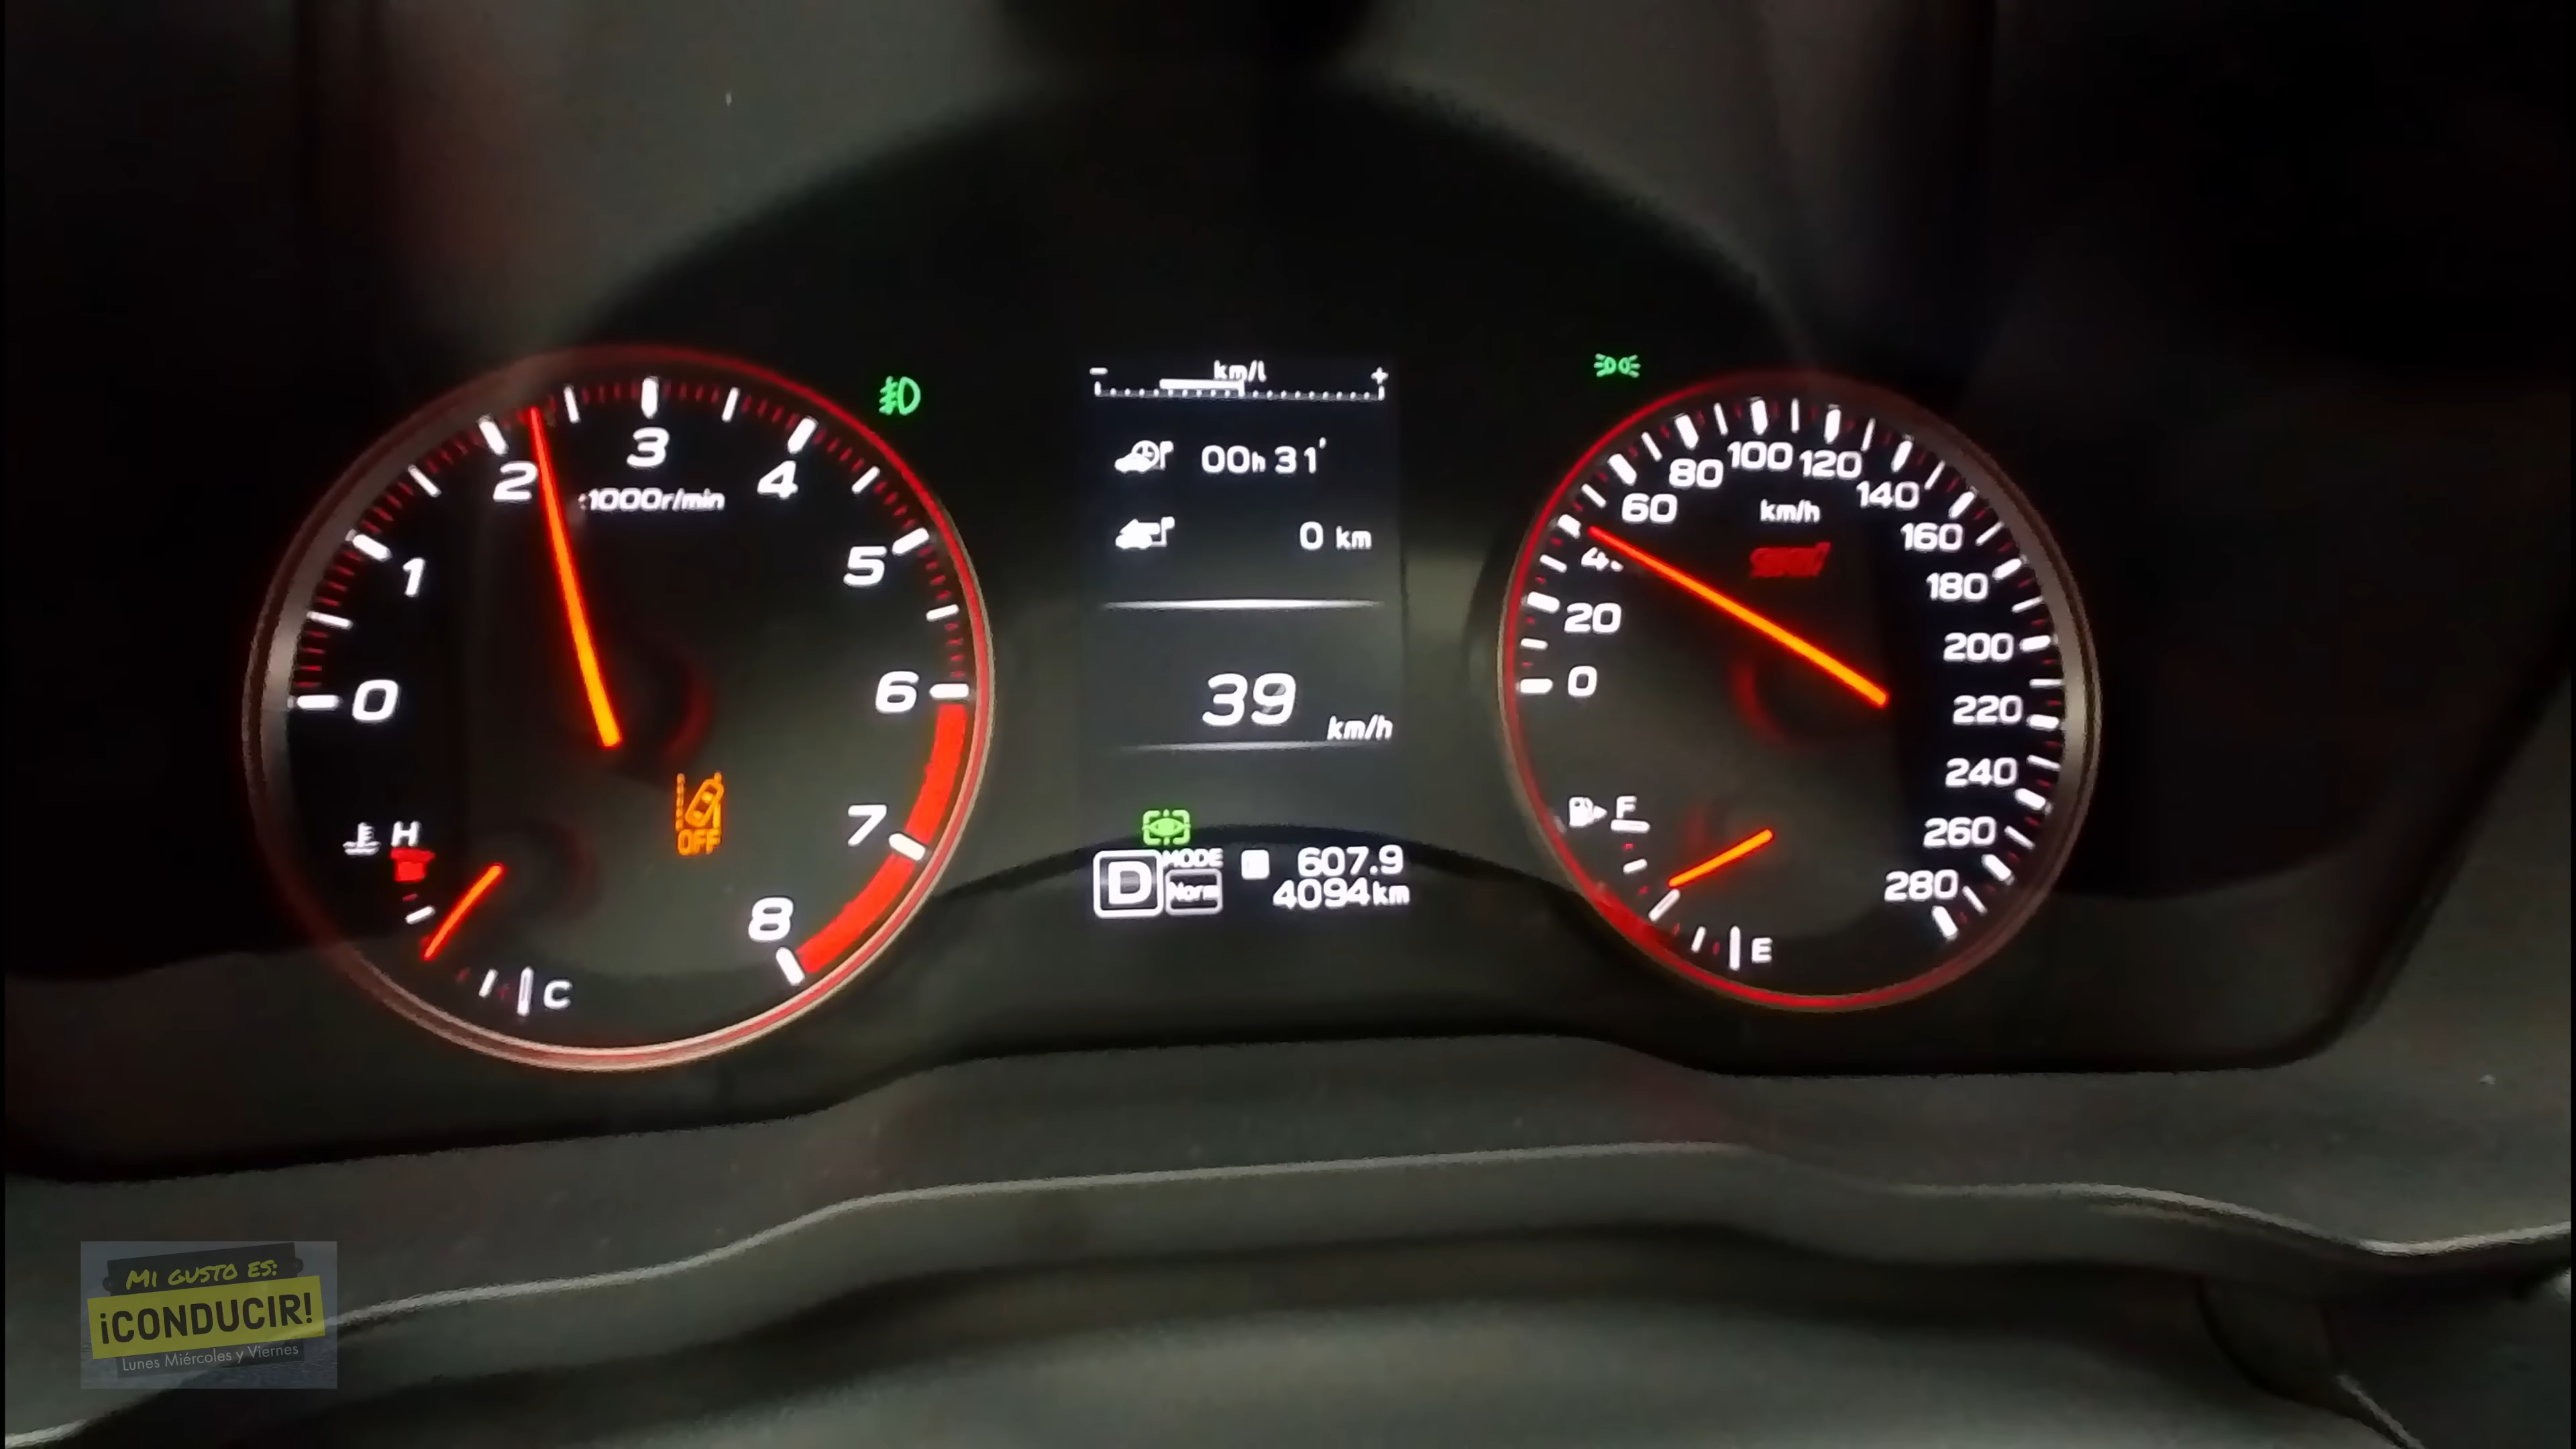 0
1
2
3
4
5
6
7
8
1000r/min
H
C
OFF
- km/l +
00h 31'
0 km
39
km/h
D
MODE
Norm
607.9
4094km
0
20
60
80
100
120
140
160
180
200
220
240
260
280
km/h
STI
F
E
MI GUSTO ES:
¡CONDUCIR!
Lunes Miércoles y Viernes